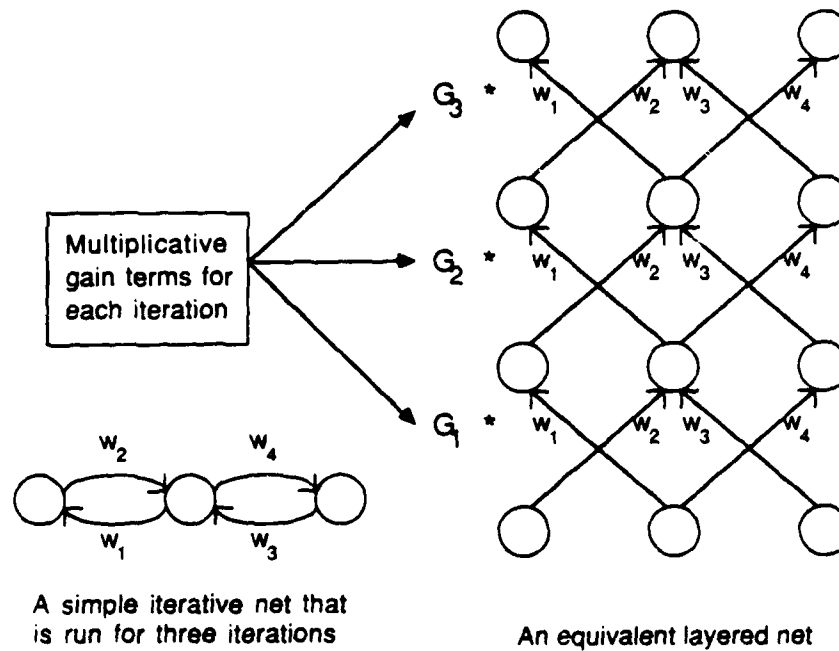 G3 * w1 w2 w3 w4
Multiplicative
gain terms for
each iteration
G2 * w1 w2 w3 w4
G1 * w1 w2 w3 w4
w2 w4
w1 w3
A simple iterative net that
is run for three iterations
An equivalent layered net